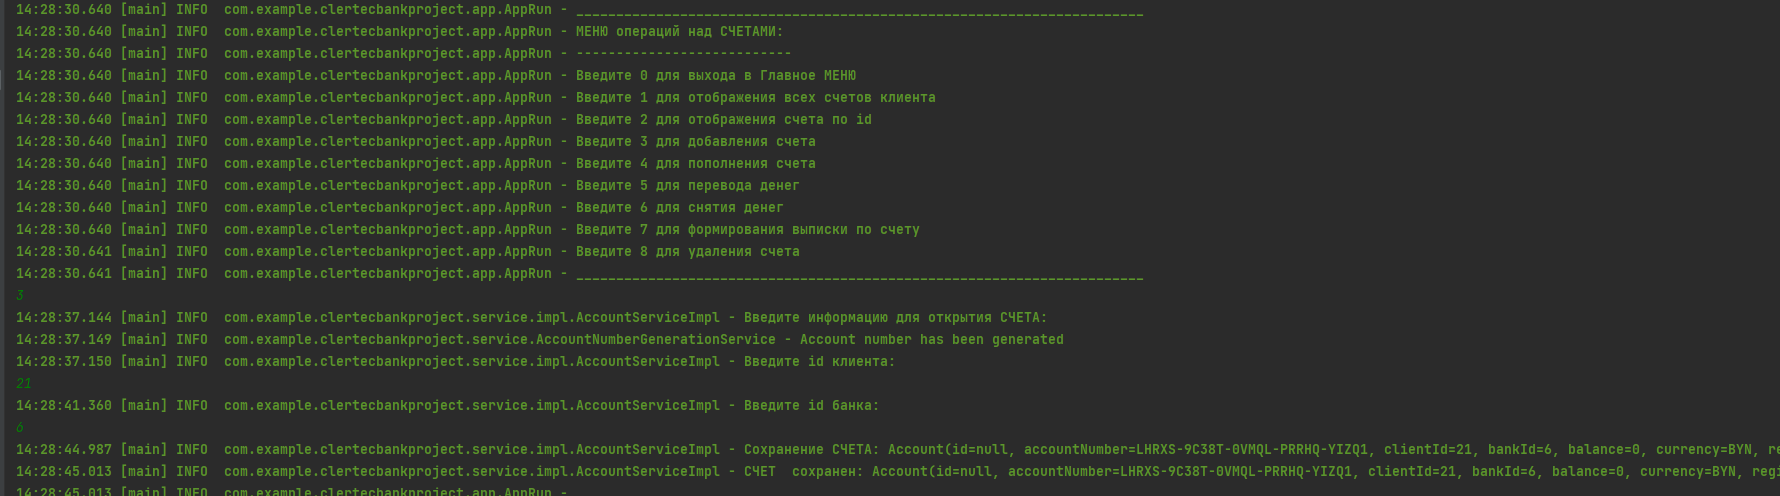 14:28:30.640 [main] INFO  com.example.clertecbankproject.app.AppRun - _______________________________________________________________________
14:28:30.640 [main] INFO  com.example.clertecbankproject.app.AppRun - МЕНЮ операций над СЧЕТАМИ:
14:28:30.640 [main] INFO  com.example.clertecbankproject.app.AppRun - ---------------------------
14:28:30.640 [main] INFO  com.example.clertecbankproject.app.AppRun - Введите 0 для выхода в Главное МЕНЮ
14:28:30.640 [main] INFO  com.example.clertecbankproject.app.AppRun - Введите 1 для отображения всех счетов клиента
14:28:30.640 [main] INFO  com.example.clertecbankproject.app.AppRun - Введите 2 для отображения счета по id
14:28:30.640 [main] INFO  com.example.clertecbankproject.app.AppRun - Введите 3 для добавления счета
14:28:30.640 [main] INFO  com.example.clertecbankproject.app.AppRun - Введите 4 для пополнения счета
14:28:30.640 [main] INFO  com.example.clertecbankproject.app.AppRun - Введите 5 для перевода денег
14:28:30.640 [main] INFO  com.example.clertecbankproject.app.AppRun - Введите 6 для снятия денег
14:28:30.640 [main] INFO  com.example.clertecbankproject.app.AppRun - Введите 7 для формирования выписки по счету
14:28:30.641 [main] INFO  com.example.clertecbankproject.app.AppRun - Введите 8 для удаления счета
14:28:30.641 [main] INFO  com.example.clertecbankproject.app.AppRun - _______________________________________________________________________
3
14:28:37.144 [main] INFO  com.example.clertecbankproject.service.impl.AccountServiceImpl - Введите информацию для открытия СЧЕТА:
14:28:37.149 [main] INFO  com.example.clertecbankproject.service.AccountNumberGenerationService - Account number has been generated
14:28:37.150 [main] INFO  com.example.clertecbankproject.service.impl.AccountServiceImpl - Введите id клиента:
21
14:28:41.360 [main] INFO  com.example.clertecbankproject.service.impl.AccountServiceImpl - Введите id банка:
6
14:28:44.987 [main] INFO  com.example.clertecbankproject.service.impl.AccountServiceImpl - Сохранение СЧЕТА: Account(id=null, accountNumber=LHRXS-9C38T-0VMQL-PRRHQ-YIZQ1, clientId=21, bankId=6, balance=0, currency=BYN, re
14:28:45.013 [main] INFO  com.example.clertecbankproject.service.impl.AccountServiceImpl - СЧЕТ  сохранен: Account(id=null, accountNumber=LHRXS-9C38T-0VMQL-PRRHQ-YIZQ1, clientId=21, bankId=6, balance=0, currency=BYN, regi
14:28:45.013 [main] INFO  com.example.clertecbankproject.app.AppRun -